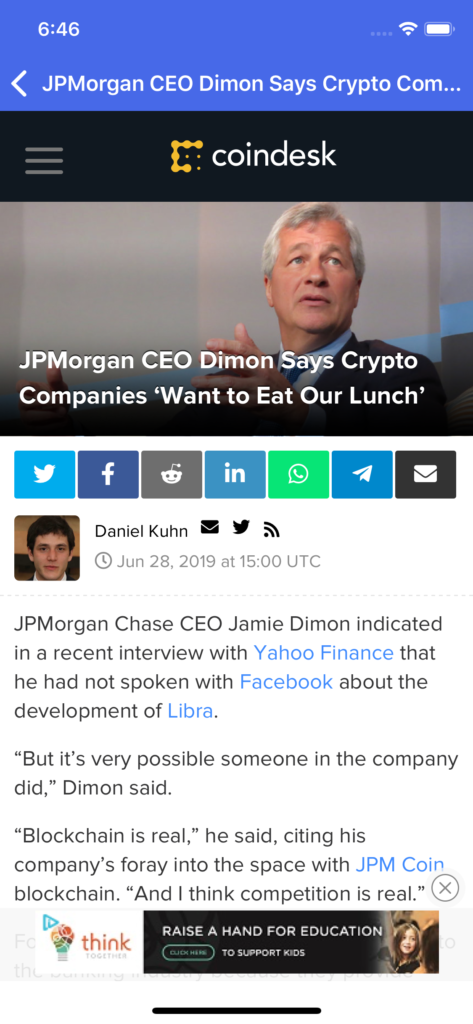 6:46
JPMorgan CEO Dimon Says Crypto Com...
coindesk
JPMorgan CEO Dimon Says Crypto
Companies ‘Want to Eat Our Lunch’
in
Daniel Kuhn
Jun 28, 2019 at 15:00 UTC
JPMorgan Chase CEO Jamie Dimon indicated
in a recent interview with Yahoo Finance that
he had not spoken with Facebook about the
development of Libra.
“But it’s very possible someone in the company
did,” Dimon said.
“Blockchain is real,” he said, citing his
company’s foray into the space with JPM Coin
blockchain. “And I think competition is real.”
think
TOGETHER
RAISE A HAND FOR EDUCATION
CLICK HERE
TO SUPPORT KIDS
to
the banking industry because they provide